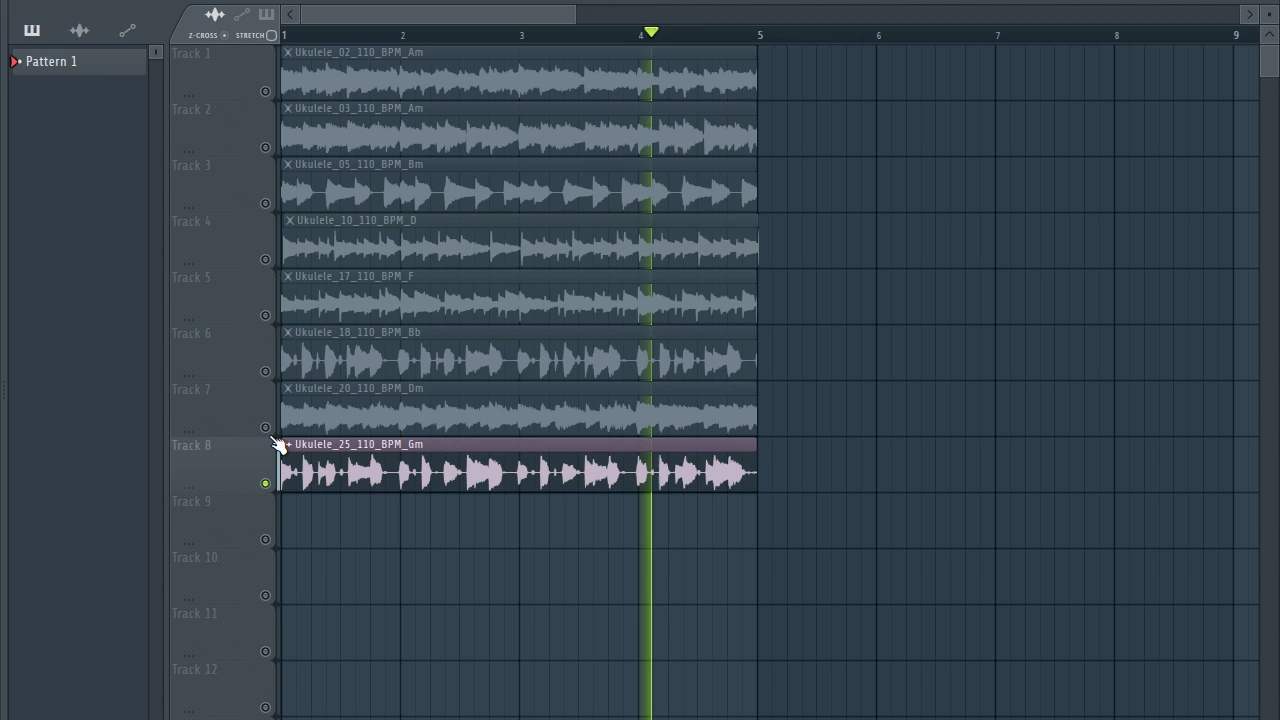 Z-CROSS STRETCH
1 2 3 4 5 6 7 8 9
Pattern 1
Track 1
Ukulele_02_110_BPM_Am
...
Track 2
Ukulele_03_110_BPM_Am
...
Track 3
Ukulele_05_110_BPM_Bm
...
Track 4
Ukulele_10_110_BPM_D
...
Track 5
Ukulele_17_110_BPM_F
...
Track 6
Ukulele_18_110_BPM_Bb
...
Track 7
Ukulele_20_110_BPM_Dm
...
Track 8
Ukulele_25_110_BPM_Gm
...
Track 9
...
Track 10
...
Track 11
...
Track 12
...